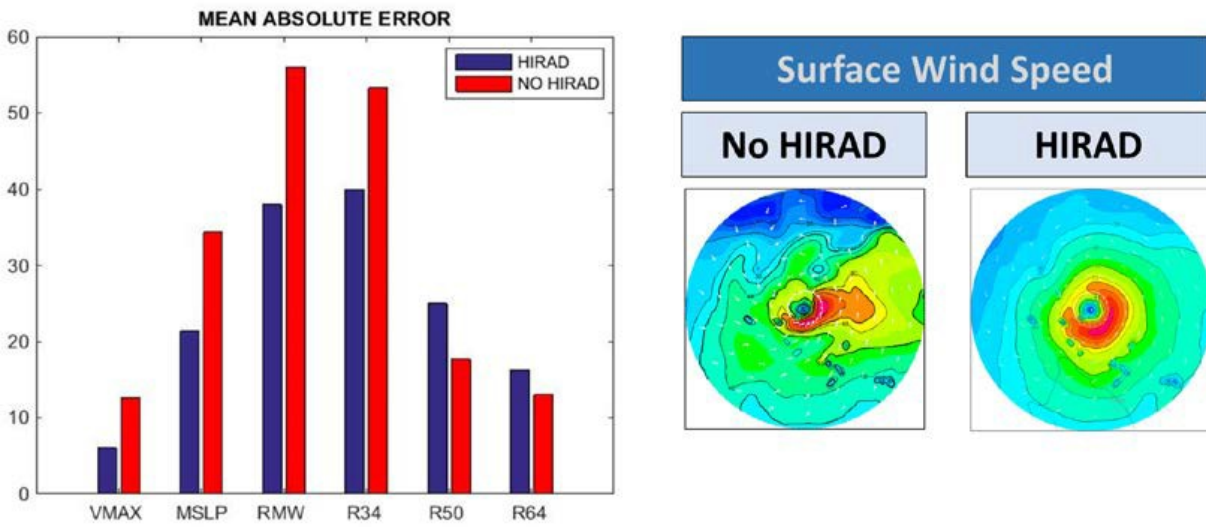 MEAN ABSOLUTE ERROR
60
50
40
30
20
10
0
HIRAD
NO HIRAD
VMAX MSLP RMW R34 R50 R64
Surface Wind Speed
No HIRAD HIRAD